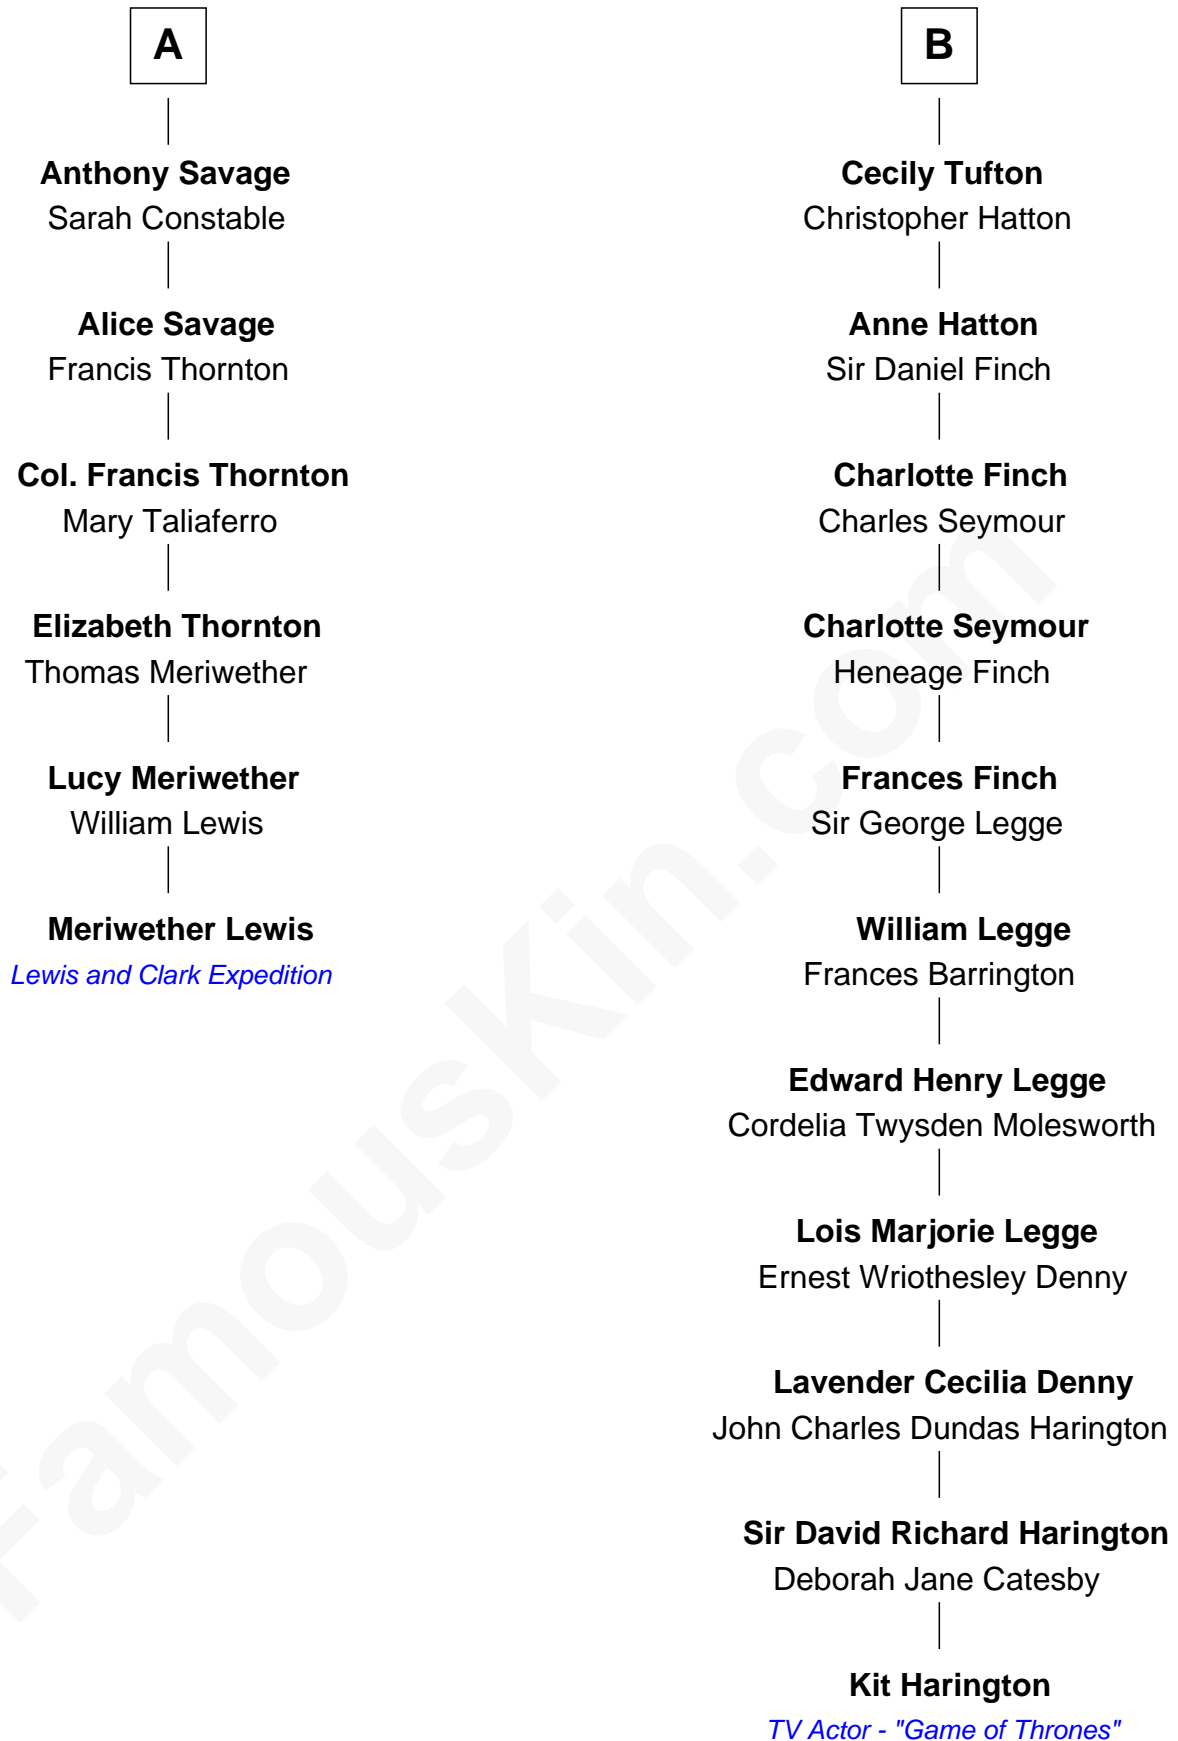 A
Anthony Savage
Sarah Constable
Alice Savage
Francis Thornton
Col. Francis Thornton
Mary Taliaferro
Elizabeth Thornton
Thomas Meriwether
Lucy Meriwether
William Lewis
Meriwether Lewis
Lewis and Clark Expedition
B
Cecily Tufton
Christopher Hatton
Anne Hatton
Sir Daniel Finch
Charlotte Finch
Charles Seymour
Charlotte Seymour
Heneage Finch
Frances Finch
Sir George Legge
William Legge
Frances Barrington
Edward Henry Legge
Cordelia Twysden Molesworth
Lois Marjorie Legge
Ernest Wriothesley Denny
Lavender Cecilia Denny
John Charles Dundas Harington
Sir David Richard Harington
Deborah Jane Catesby
Kit Harington
TV Actor - "Game of Thrones"
FamousKin.com